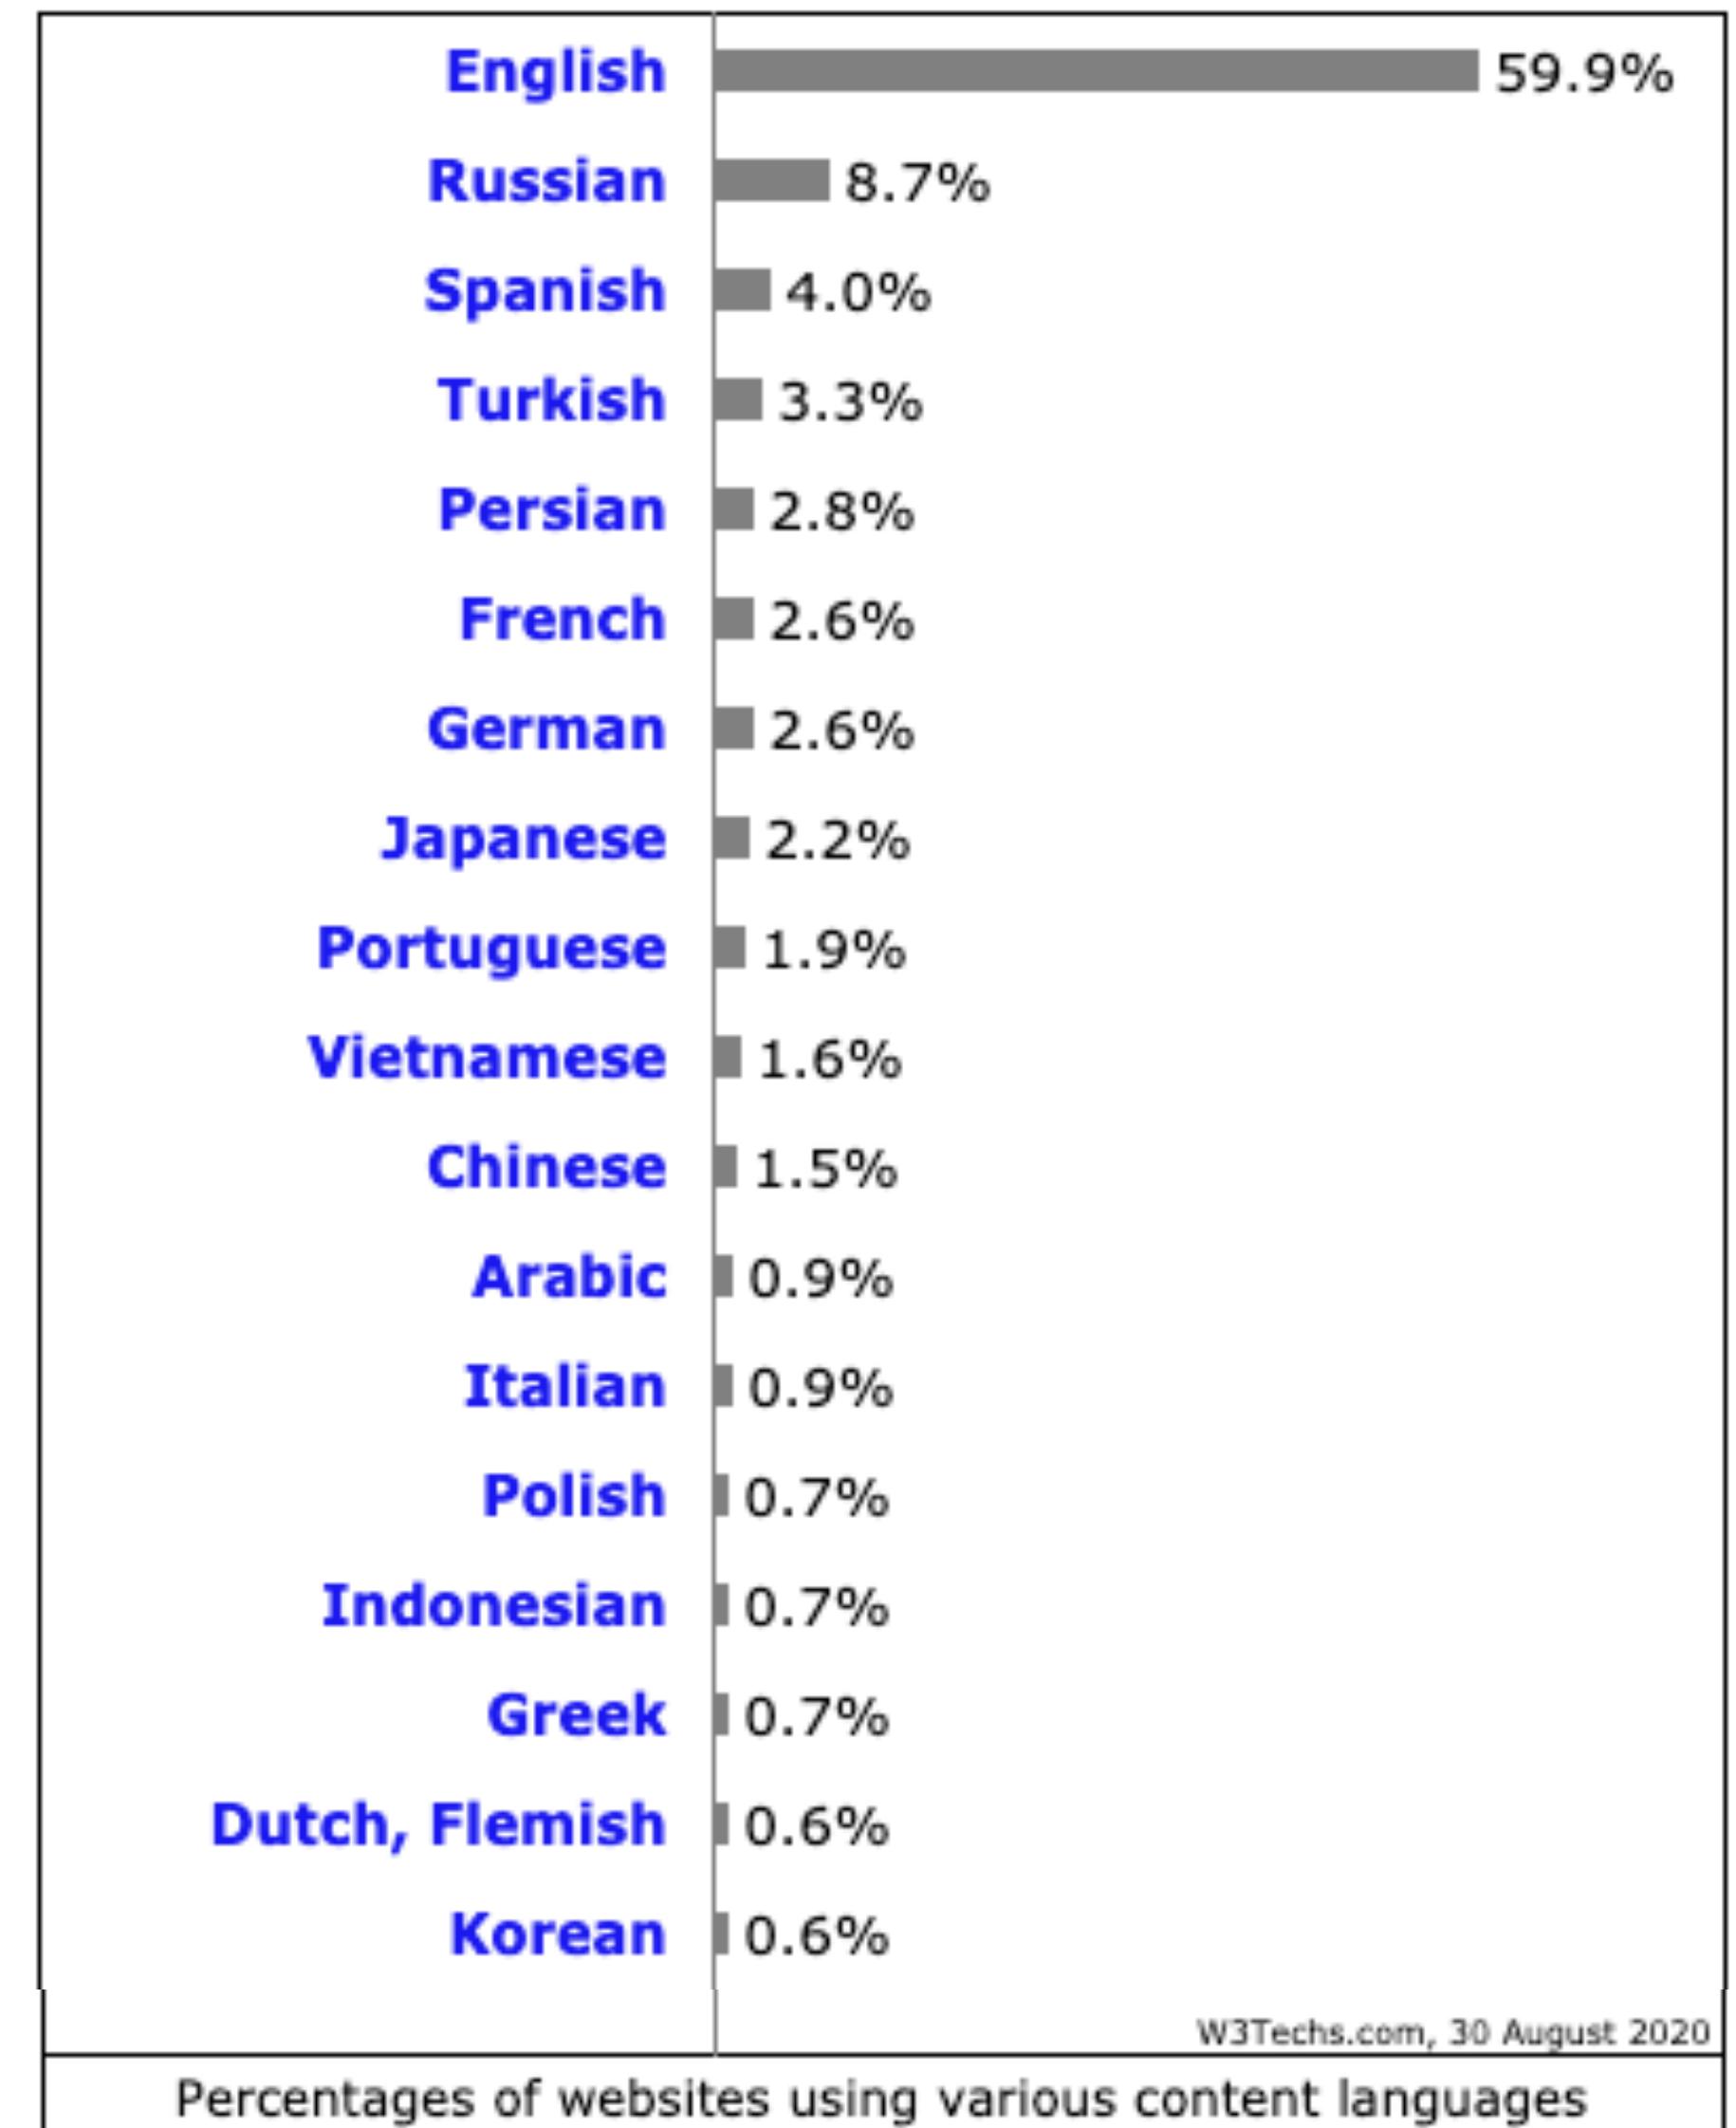 English 59.9%
Russian 8.7%
Spanish 4.0%
Turkish 3.3%
Persian 2.8%
French 2.6%
German 2.6%
Japanese 2.2%
Portuguese 1.9%
Vietnamese 1.6%
Chinese 1.5%
Arabic 0.9%
Italian 0.9%
Polish 0.7%
Indonesian 0.7%
Greek 0.7%
Dutch, Flemish 0.6%
Korean 0.6%
W3Techs.com, 30 August 2020
Percentages of websites using various content languages